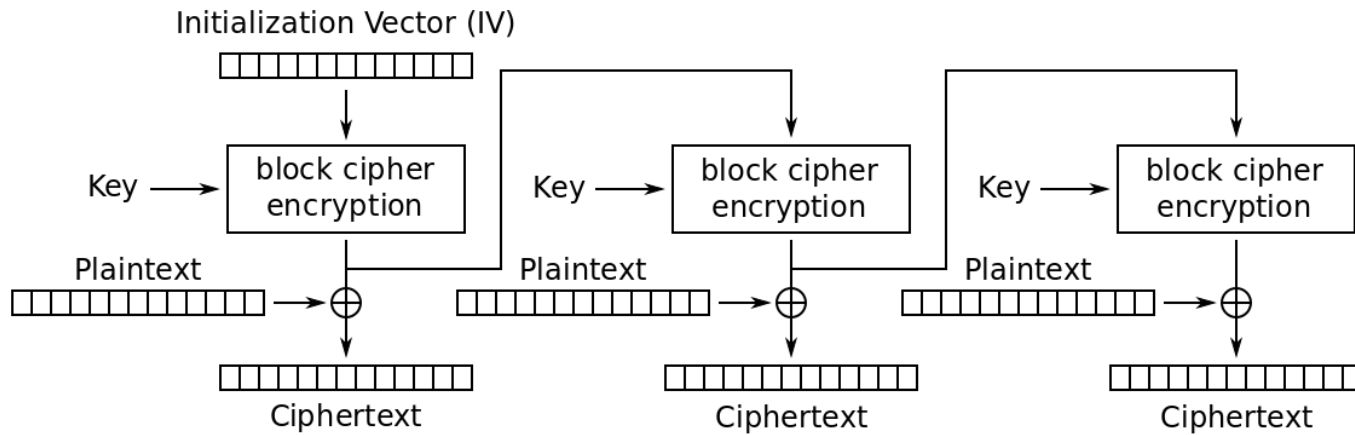 Initialization Vector (IV)
Key
block cipher
encryption
Key
block cipher
encryption
Key
block cipher
encryption
Plaintext
Plaintext
Plaintext
Ciphertext
Ciphertext
Ciphertext